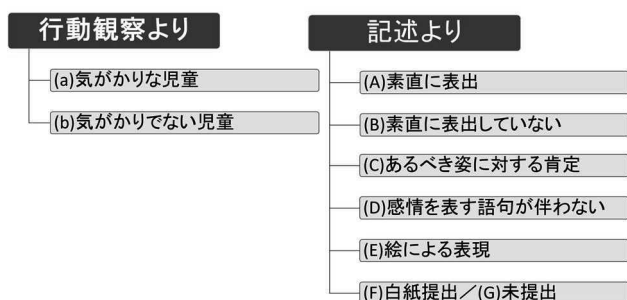 行動観察より
(a)気がかりな児童
(b)気がかりでない児童
記述より
(A)素直に表出
(B)素直に表出していない
(C)あるべき姿に対する肯定
(D)感情を表す語句が伴わない
(E)絵による表現
(F)白紙提出／(G)未提出